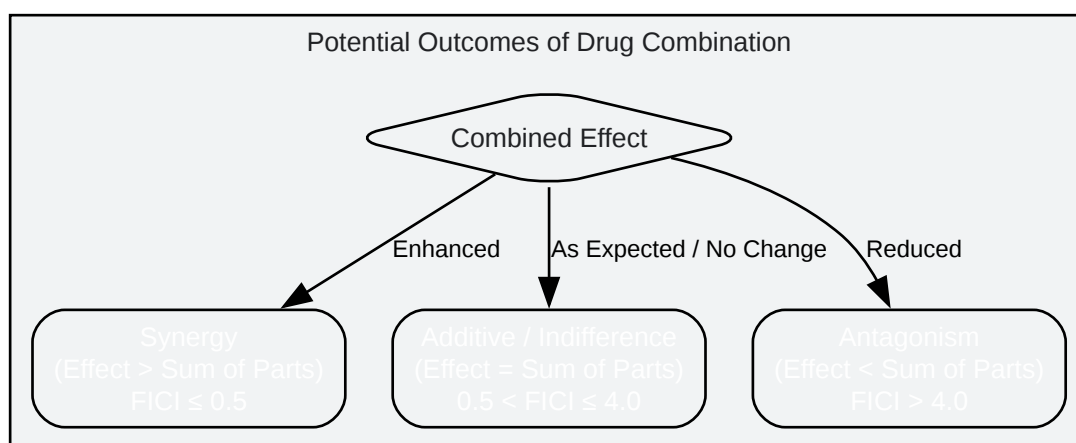 Potential Outcomes of Drug Combination
Combined Effect
Enhanced
As Expected / No Change
Reduced
Synergy
(Effect > Sum of Parts)
FICI ≤ 0.5
Additive / Indifference
(Effect = Sum of Parts)
0.5 < FICI ≤ 4.0
Antagonism
(Effect < Sum of Parts)
FICI > 4.0